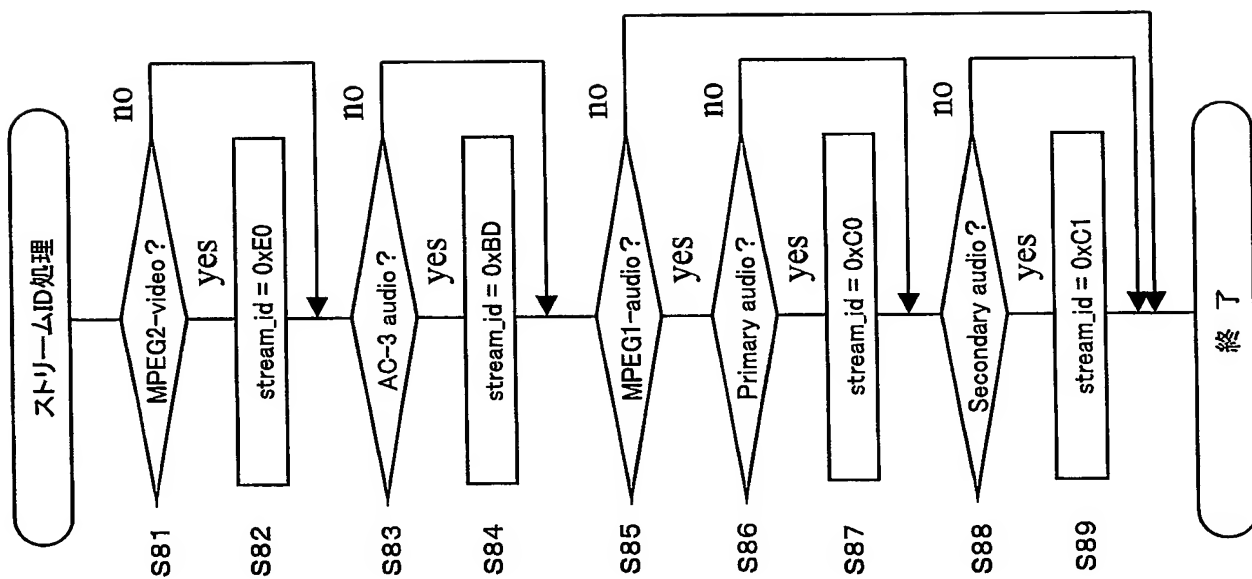 ストリームID処理
S81
MPEG2-video?
no
yes
S82
stream_id = 0xE0
S83
AC-3 audio?
no
yes
S84
stream_id = 0xBD
S85
MPEG1-audio?
no
yes
S86
Primary audio?
no
yes
S87
stream_id = 0xC0
S88
Secondary audio?
no
yes
S89
stream_id = 0xC1
終 了